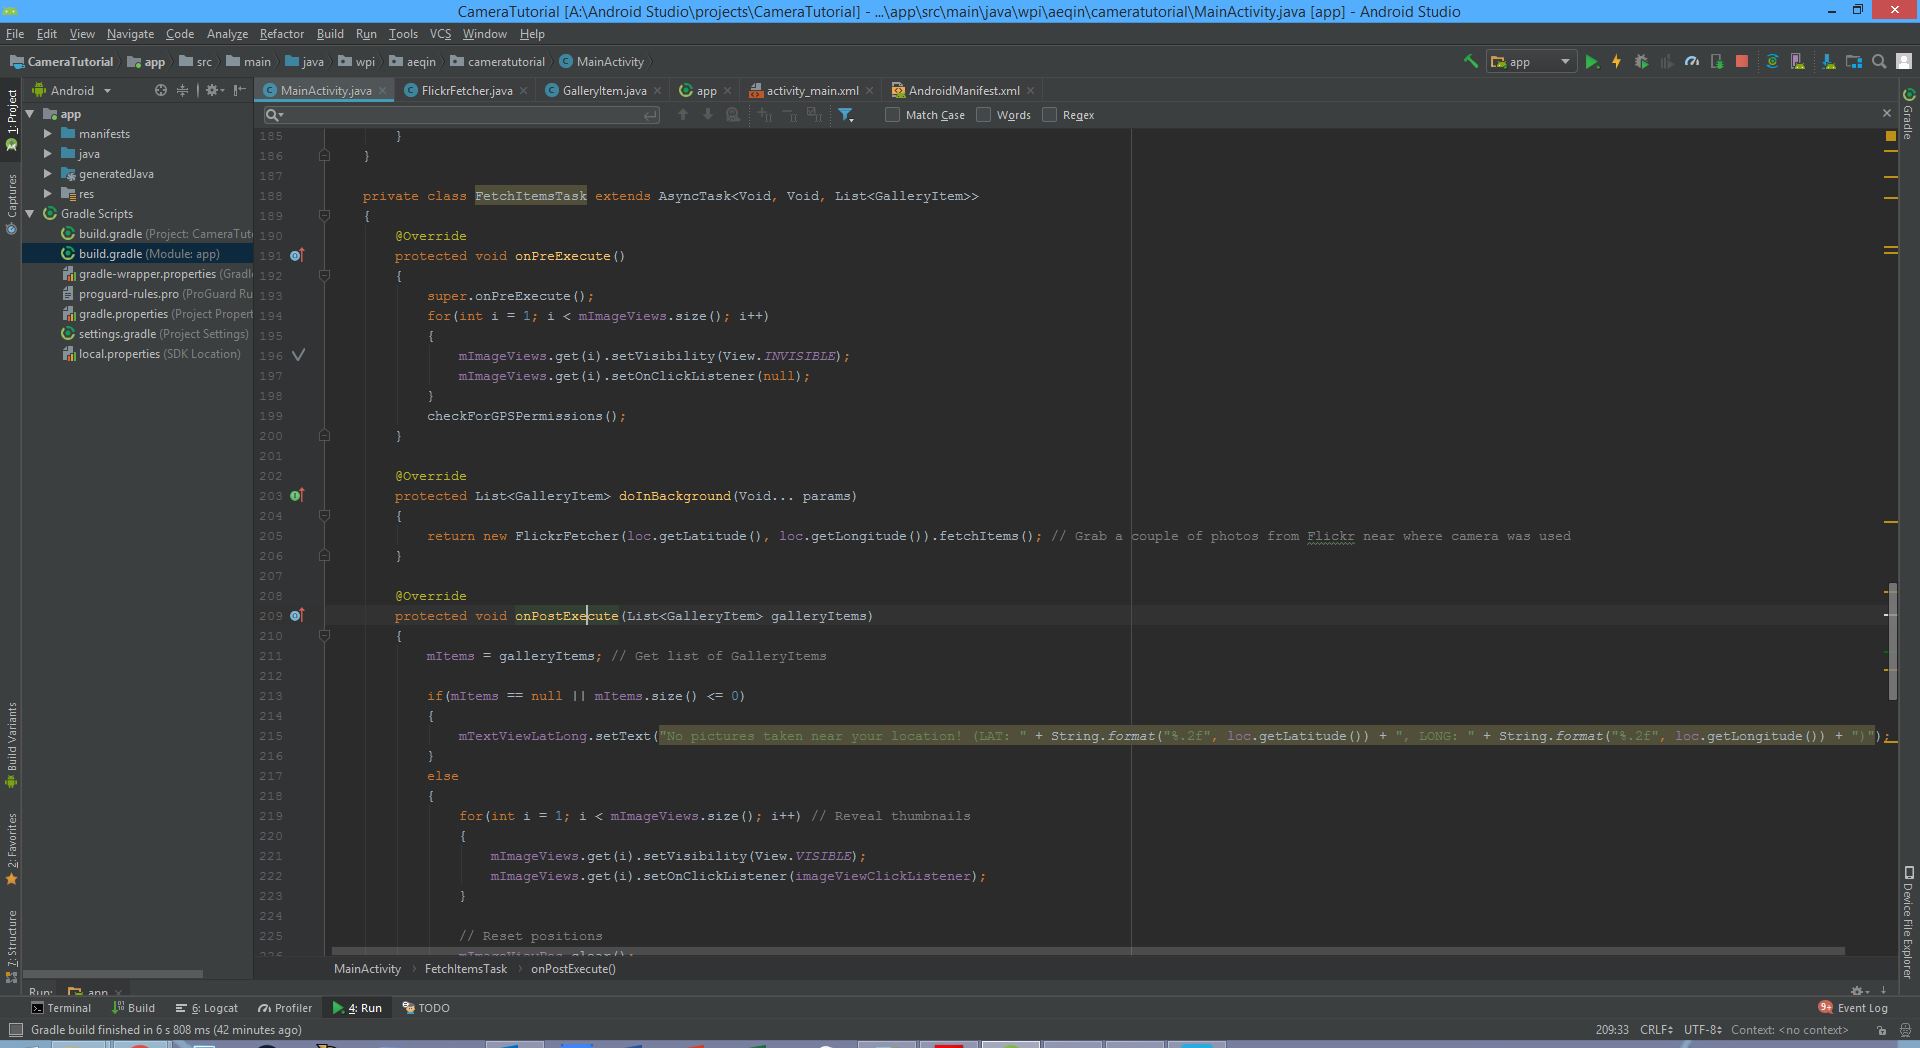 CameraTutorial [A:\Android Studio\projects\CameraTutorial] - ...\app\src\main\java\wpi\aeqin\cameratutorial\MainActivity.java [app] - Android Studio
File Edit View Navigate Code Analyze Refactor Build Run Tools VCS Window Help
CameraTutorial app src main java wpi aeqin cameratutorial MainActivity app
Android MainActivity.java FlickrFetcher.java GalleryItem.java app activity_main.xml AndroidManifest.xml
Match Case Words Regex
1: Project
Captures
Build Variants
2: Favorites
7: Structure
app
manifests
java
generatedJava
res
Gradle Scripts
build.gradle (Project: CameraTut
build.gradle (Module: app)
gradle-wrapper.properties (Gradl
proguard-rules.pro (ProGuard Ru
gradle.properties (Project Propert
settings.gradle (Project Settings)
local.properties (SDK Location)
185 }
186 }
187
188 private class FetchItemsTask extends AsyncTask<Void, Void, List<GalleryItem>>
189 {
190 @Override
191 protected void onPreExecute()
192 {
193 super.onPreExecute();
194 for(int i = 1; i < mImageViews.size(); i++)
195 {
196 mImageViews.get(i).setVisibility(View.INVISIBLE);
197 mImageViews.get(i).setOnClickListener(null);
198 }
199 checkForGPSPermissions();
200 }
201
202 @Override
203 protected List<GalleryItem> doInBackground(Void... params)
204 {
205 return new FlickrFetcher(loc.getLatitude(), loc.getLongitude()).fetchItems(); // Grab a couple of photos from Flickr near where camera was used
206 }
207
208 @Override
209 protected void onPostExecute(List<GalleryItem> galleryItems)
210 {
211 mItems = galleryItems; // Get list of GalleryItems
212
213 if(mItems == null || mItems.size() <= 0)
214 {
215 mTextViewLatLong.setText("No pictures taken near your location! (LAT: " + String.format("%.2f", loc.getLatitude()) + ", LONG: " + String.format("%.2f", loc.getLongitude()) + ")");
216 }
217 else
218 {
219 for(int i = 1; i < mImageViews.size(); i++) // Reveal thumbnails
220 {
221 mImageViews.get(i).setVisibility(View.VISIBLE);
222 mImageViews.get(i).setOnClickListener(imageViewClickListener);
223 }
224
225 // Reset positions
Gradle
Device File Explorer
MainActivity FetchItemsTask onPostExecute()
Run: app
Terminal Build 6: Logcat Profiler 4: Run TODO 9+ Event Log
Gradle build finished in 6 s 808 ms (42 minutes ago) 209:33 CRLF UTF-8 Context: <no context>